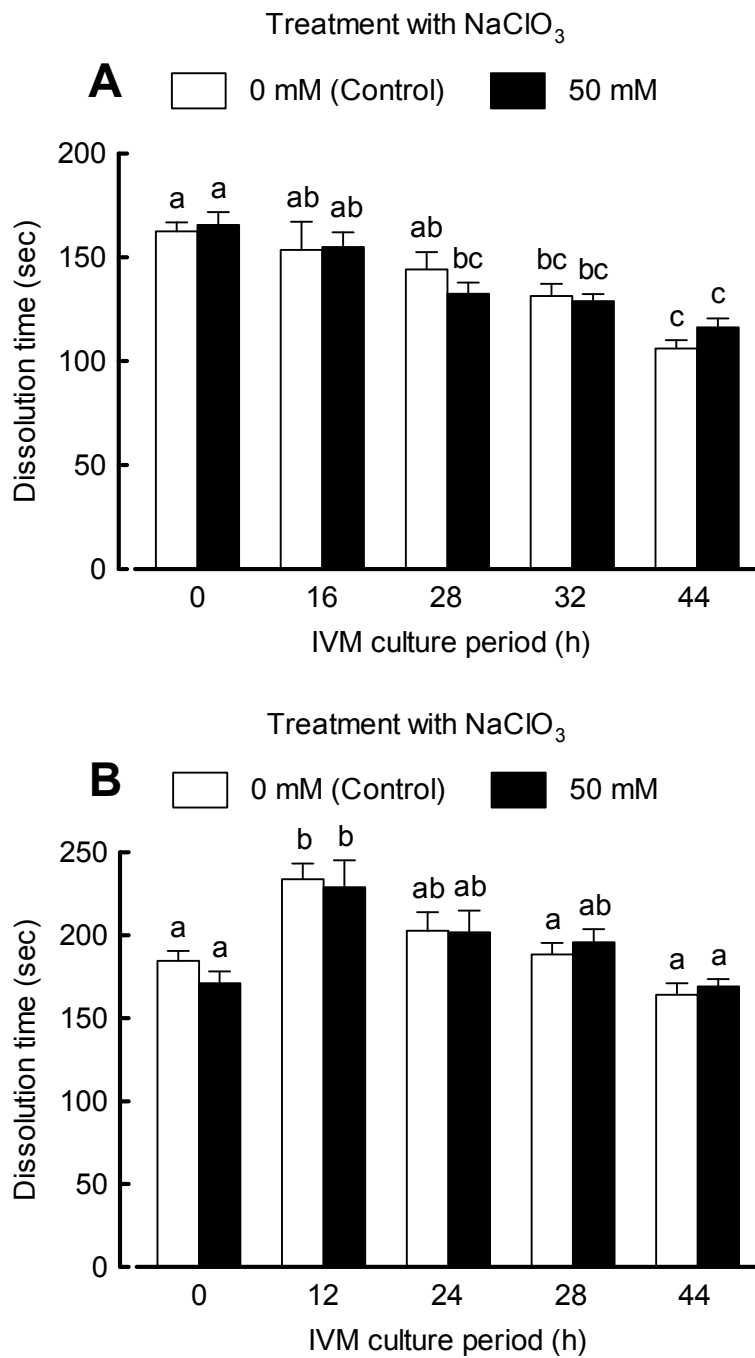 Treatment with NaClO₃
A 0 mM (Control) 50 mM
200
150
100
50
0
Dissolution time (sec)
a a ab ab ab bc bc bc c c
0 16 28 32 44
IVM culture period (h)
Treatment with NaClO₃
B 0 mM (Control) 50 mM
250
200
150
100
50
0
Dissolution time (sec)
a a b b ab ab a ab a a
0 12 24 28 44
IVM culture period (h)